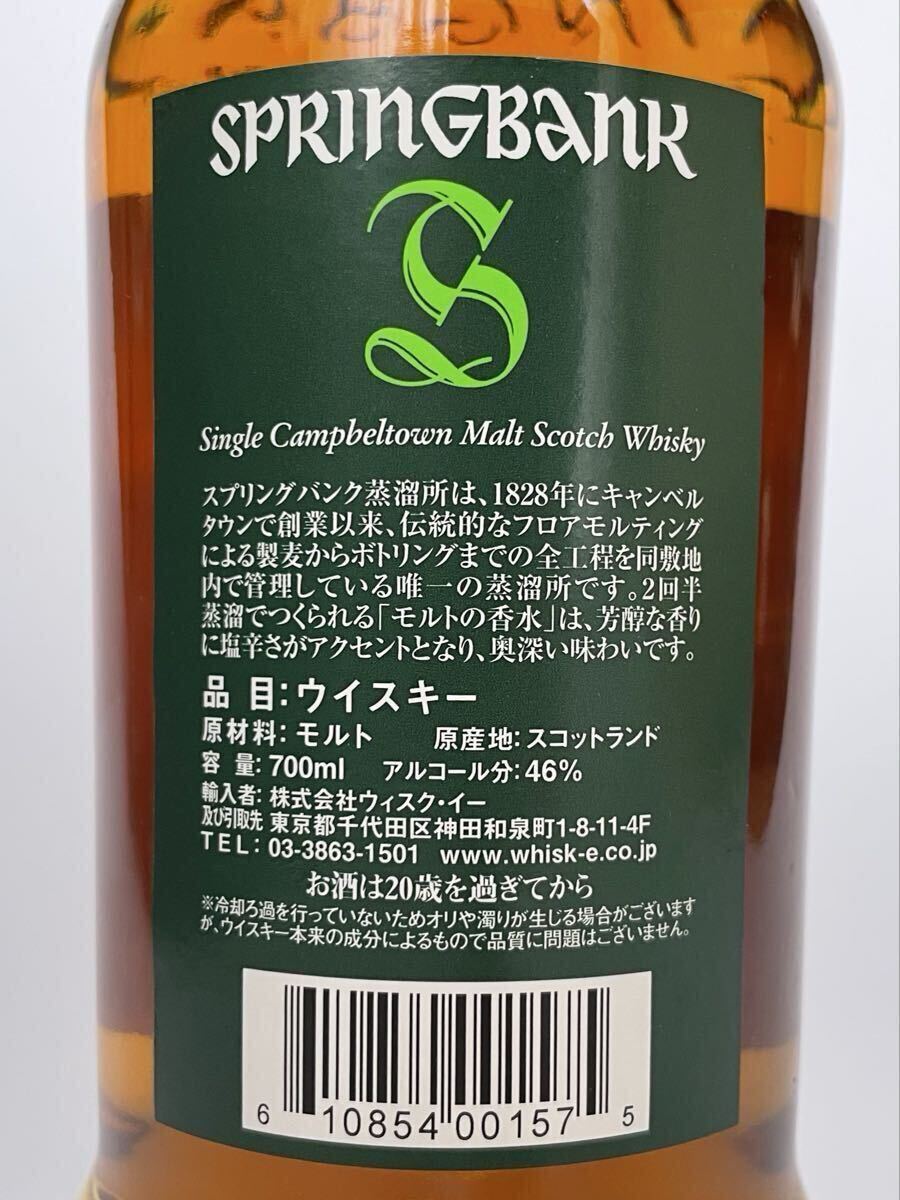 SPRINGBANK
S
Single Campbeltown Malt Scotch Whisky
スプリングバンク蒸溜所は、1828年にキャンベル
タウンで創業以来、伝統的なフロアモルティング
による製麦からボトリングまでの全工程を同敷地
内で管理している唯一の蒸溜所です。2回半
蒸溜でつくられる「モルトの香水」は、芳醇な香り
に塩辛さがアクセントとなり、奥深い味わいです。
品 目：ウイスキー
原材料：モルト 原産地：スコットランド
容 量：700ml アルコール分：46%
輸入者：株式会社ウィスク・イー
及び引取先 東京都千代田区神田和泉町1-8-11-4F
TEL：03-3863-1501 www.whisk-e.co.jp
お酒は20歳を過ぎてから
※冷却ろ過を行っていないためオリや濁りが生じる場合がございます
が、ウイスキー本来の成分によるもので品質に問題はございません。
6 10854 00157 5